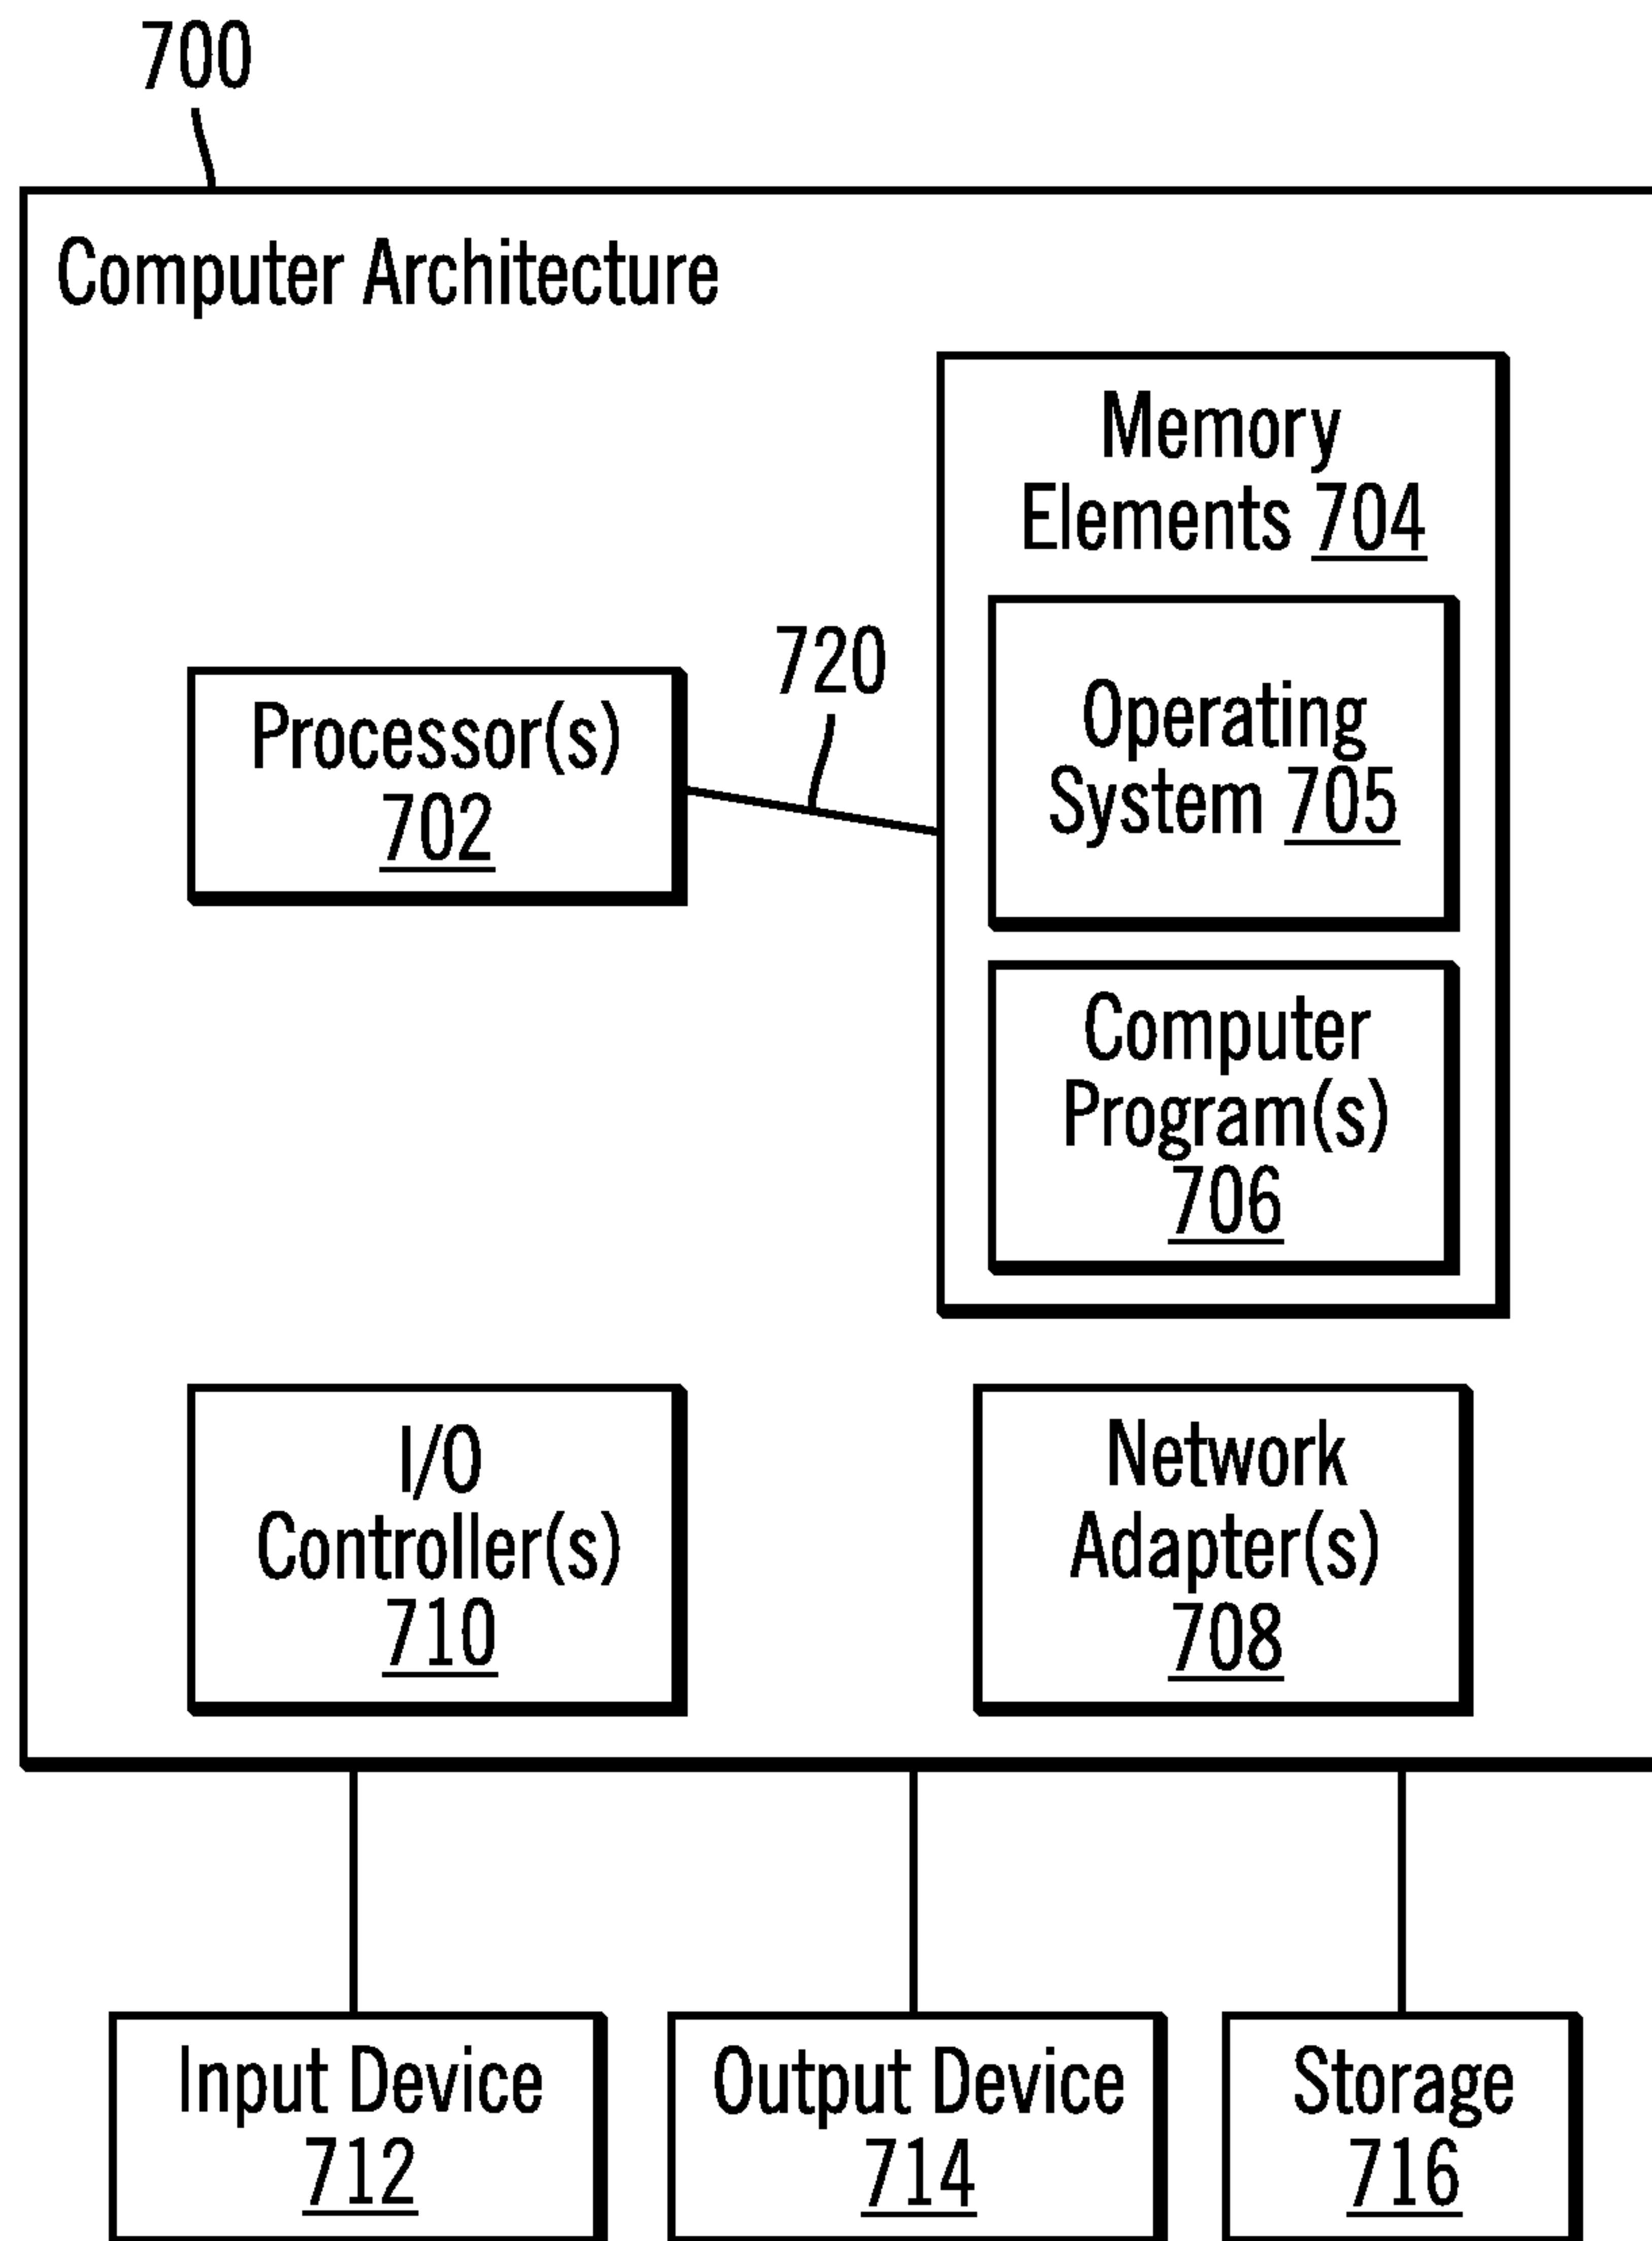 700
Computer Architecture
Memory
Elements 704
720
Processor(s)
702
Operating
System 705
Computer
Program(s)
706
I/O
Controller(s)
710
Network
Adapter(s)
708
Input Device
712
Output Device
714
Storage
716